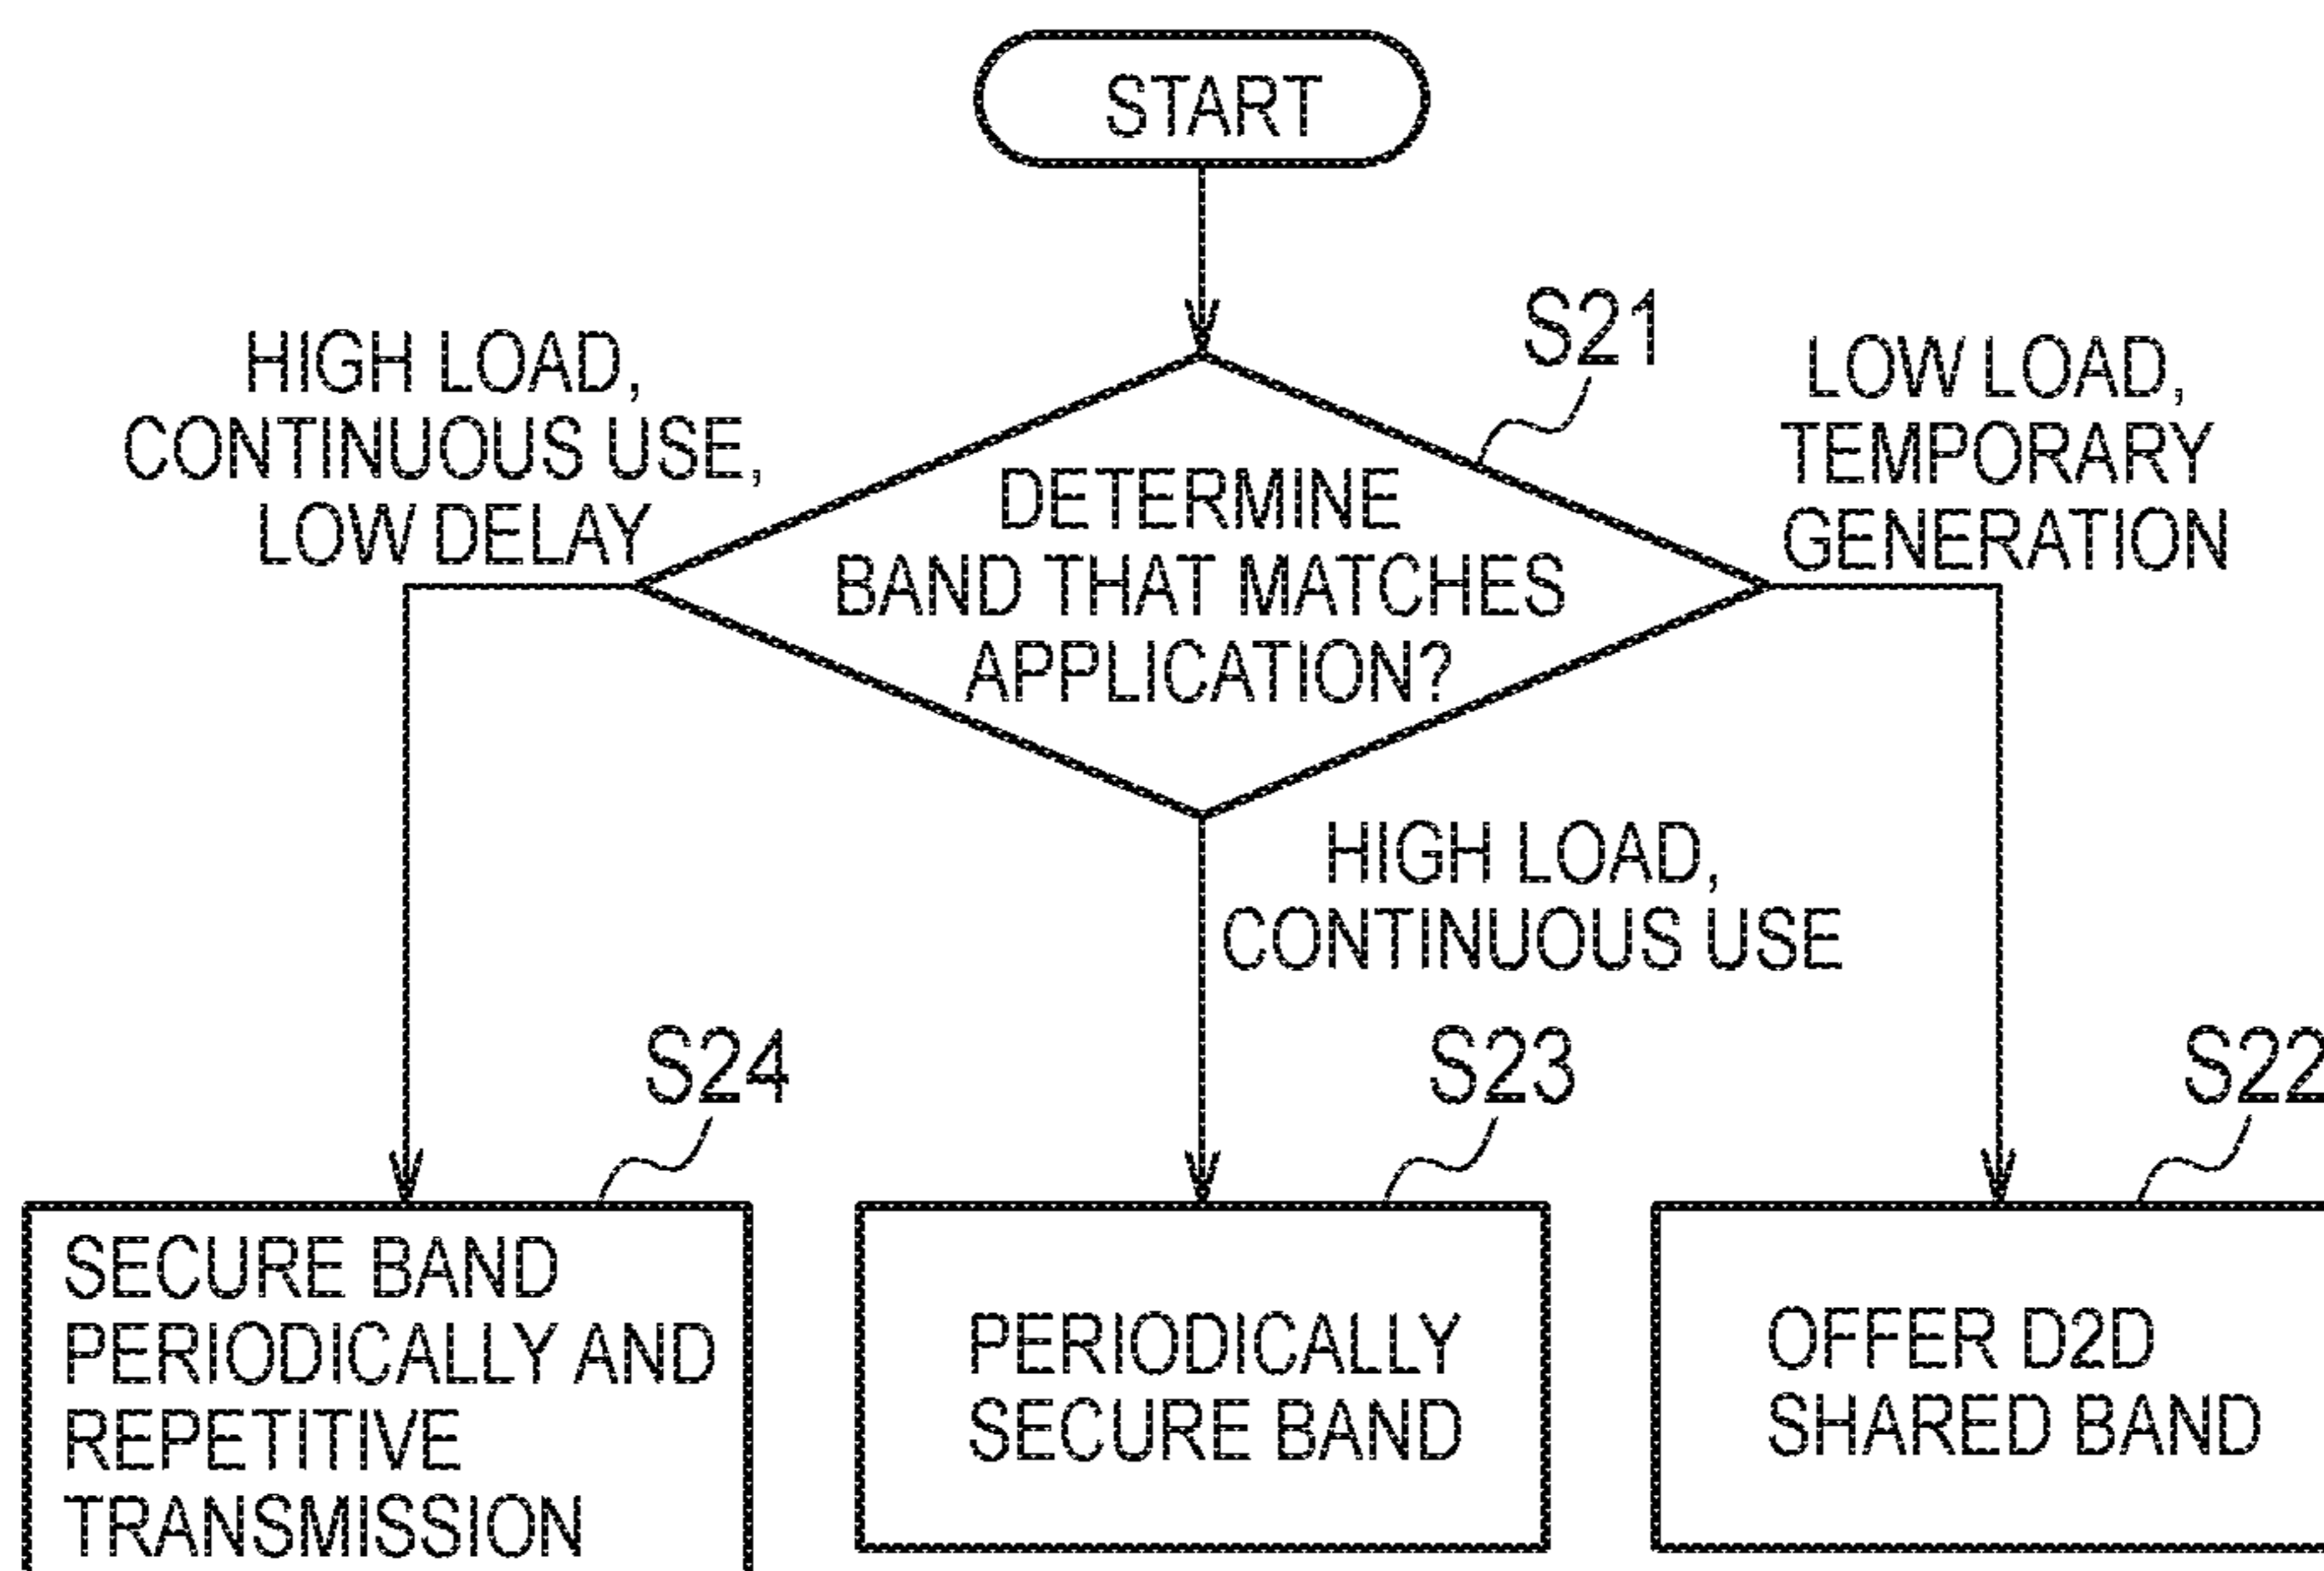 START
S21
HIGH LOAD,
CONTINUOUS USE,
LOW DELAY
LOW LOAD,
TEMPORARY
GENERATION
DETERMINE
BAND THAT MATCHES
APPLICATION?
HIGH LOAD,
CONTINUOUS USE
S24
S23
S22
SECURE BAND
PERIODICALLY AND
REPETITIVE
TRANSMISSION
PERIODICALLY
SECURE BAND
OFFER D2D
SHARED BAND